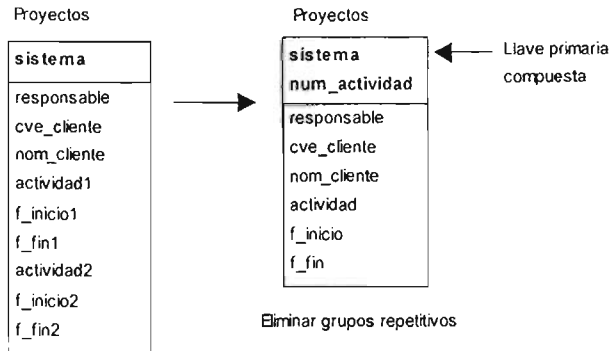 Proyectos
sistema
responsable
cve_cliente
nom_cliente
actividad1
f_inicio1
f_fin1
actividad2
f_inicio2
f_fin2
Proyectos
sistema
num_actividad
responsable
cve_cliente
nom_cliente
actividad
f_inicio
f_fin
Llave primaria
compuesta
Eliminar grupos repetitivos